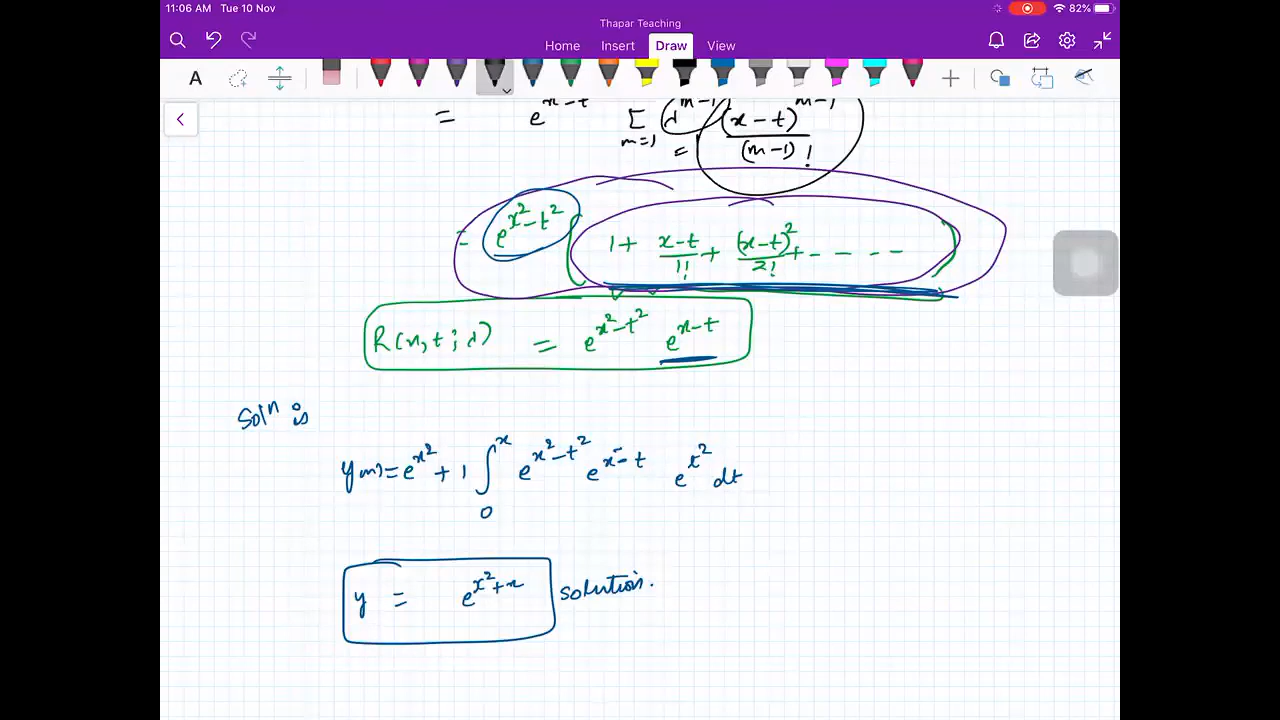 11:06 AM Tue 10 Nov 82%
Thapar Teaching
Home Insert Draw View
A
= e^{x-t} Σ_{m=1} λ^{m-1} (x-t)^{m-1} / (m-1)!
= e^{x²-t²} ( 1 + (x-t)/1! + (x-t)²/2! + - - - - )
R(x,t;λ) = e^{x²-t²} e^{x-t}
Solⁿ is
y(x) = e^{x²} + 1 ∫₀^x e^{x²-t²} e^{x-t} e^{t²} dt
y = e^{x²+x} solution.